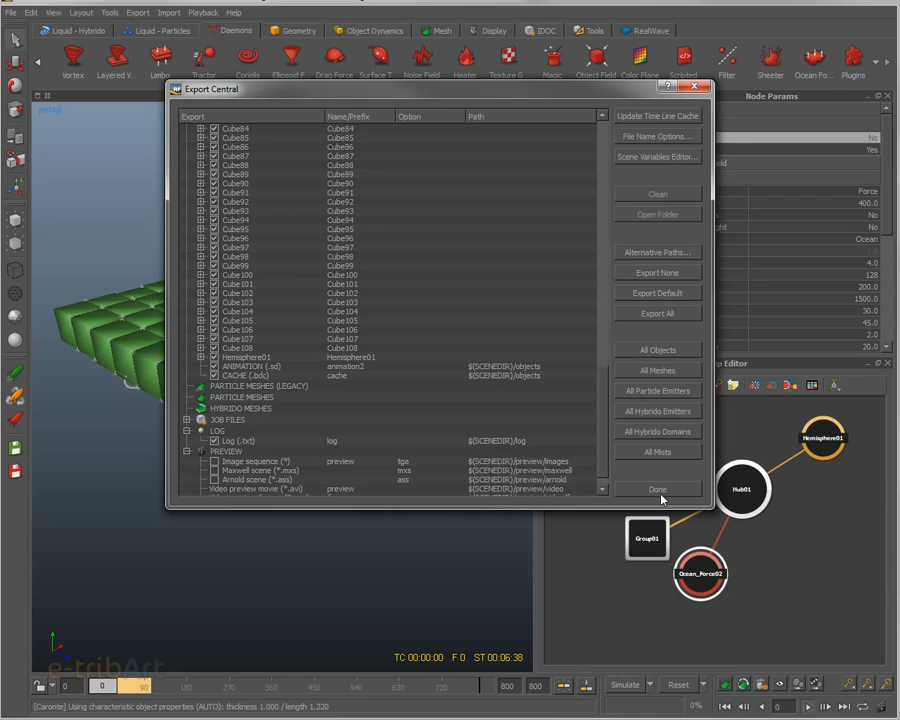 File Edit View Layout Tools Export Import Playback Help
Liquid - Hybrido Liquid - Particles Daemons Geometry Object Dynamics Mesh Display IDOC Tools RealWave
Vortex Layered V... Limbo Tractor Coriolis Ellipsoid F... Drag Force Surface T... Noise Field Heater Texture G Magic Object Field Color Plane Scripted Filter Sheeter Ocean Fo... Plugins
Export Central
Node Params
Export Name/Prefix Option Path
Cube84 Cube84
Cube85 Cube85
Cube86 Cube86
Cube87 Cube87
Cube88 Cube88
Cube89 Cube89
Cube90 Cube90
Cube91 Cube91
Cube92 Cube92
Cube93 Cube93
Cube94 Cube94
Cube95 Cube95
Cube96 Cube96
Cube97 Cube97
Cube98 Cube98
Cube99 Cube99
Cube100 Cube100
Cube101 Cube101
Cube102 Cube102
Cube103 Cube103
Cube104 Cube104
Cube105 Cube105
Cube106 Cube106
Cube107 Cube107
Cube108 Cube108
Hemisphere01 Hemisphere01
ANIMATION (.sd) animation2 $(SCENEDIR)/objects
CACHE (.bdc) cache $(SCENEDIR)/objects
PARTICLE MESHES (LEGACY)
PARTICLE MESHES
HYBRIDO MESHES
JOB FILES
LOG
Log (.txt) log $(SCENEDIR)/log
PREVIEW
Image sequence (*) preview tga $(SCENEDIR)/preview/images
Maxwell scene (*.mxs) mxs $(SCENEDIR)/preview/maxwell
Arnold scene (*.ass) ass $(SCENEDIR)/preview/arnold
Video preview movie (*.avi) preview $(SCENEDIR)/preview/video
Update Time Line Cache
File Name Options...
Scene Variables Editor...
Clean
Open Folder
Alternative Paths...
Export None
Export Default
Export All
All Objects
All Meshes
All Particle Emitters
All Hybrido Emitters
All Hybrido Domains
All Mists
Done
No
Yes
Force
400.0
No
No
Ocean
4.0
128
200.0
1500.0
30.0
45.0
2.0
20.0
Editor
Hemisphere01
Hub01
Group01
Ocean_Force02
TC 00:00:00 F 0 ST 00:06:38
e-tribArt
0 0 90 180 270 360 450 540 630 720 800 800 Simulate Reset
[Caronte] Using characteristic object properties (AUTO): thickness 1.000 / length 1.220 0% 0